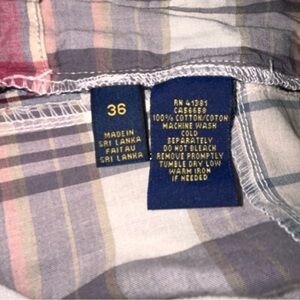 36
MADE IN
SRI LANKA
FAIT AU
SRI LANKA
RN 41381
CA56658
100% COTTON/COTON
MACHINE WASH
COLD
SEPARATELY
DO NOT BLEACH
REMOVE PROMPTLY
TUMBLE DRY LOW
WARM IRON
IF NEEDED